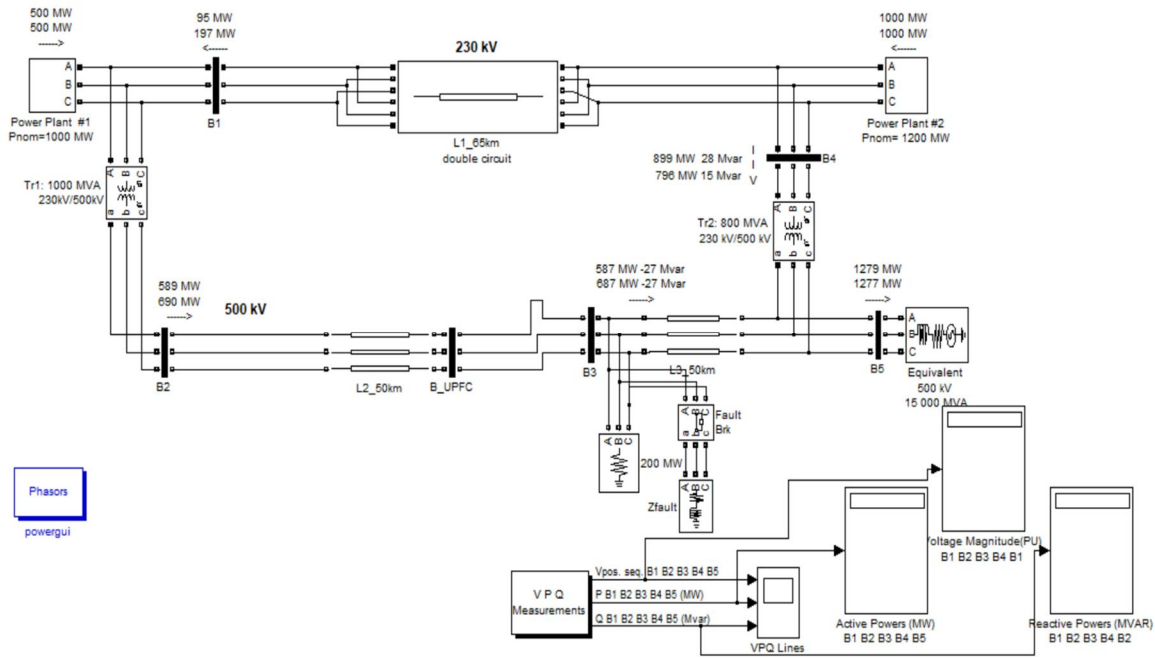 500 MW
500 MW
------>
95 MW
197 MW
<------
230 kV
1000 MW
1000 MW
<------
A
B
C
Power Plant #1
Pnom=1000 MW
B1
L1_65km
double circuit
A
B
C
Power Plant #2
Pnom= 1200 MW
A B C
Tr1: 1000 MVA
230kV/500kV
a b c
899 MW 28 Mvar
796 MW 15 Mvar
I
I
V
B4
A B C
Tr2: 800 MVA
230 kV/500 kV
a b c
589 MW
690 MW
------>
500 kV
587 MW -27 Mvar
687 MW -27 Mvar
------>
1279 MW
1277 MW
------>
B2
L2_50km
B_UPFC
B3
L3_50km
B5
A
B
C
Equivalent
500 kV
15 000 MVA
A B C
Fault
Brk
a b c
A B C
200 MW
A B C
Zfault
Phasors
powergui
V P Q
Measurements
Vpos. seq. B1 B2 B3 B4 B5
P B1 B2 B3 B4 B5 (MW)
Q B1 B2 B3 B4 B5 (Mvar)
VPQ Lines
Voltage Magnitude(PU)
B1 B2 B3 B4 B1
Active Powers (MW)
B1 B2 B3 B4 B5
Reactive Powers (MVAR)
B1 B2 B3 B4 B2